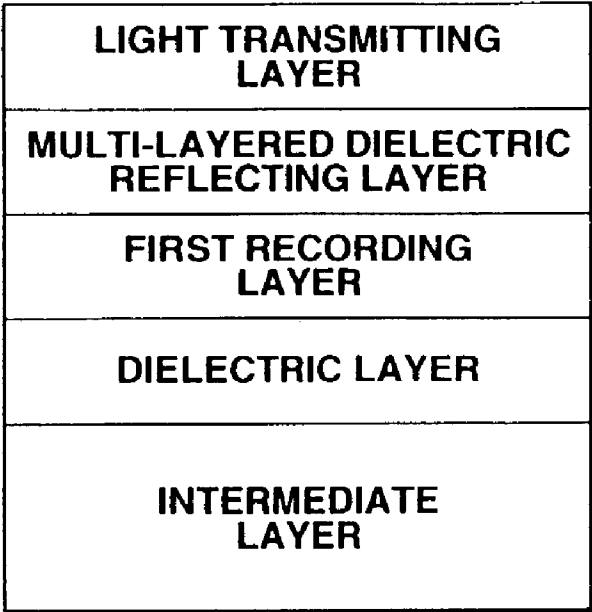 LIGHT TRANSMITTING
LAYER
MULTI-LAYERED DIELECTRIC
REFLECTING LAYER
FIRST RECORDING
LAYER
DIELECTRIC LAYER
INTERMEDIATE
LAYER